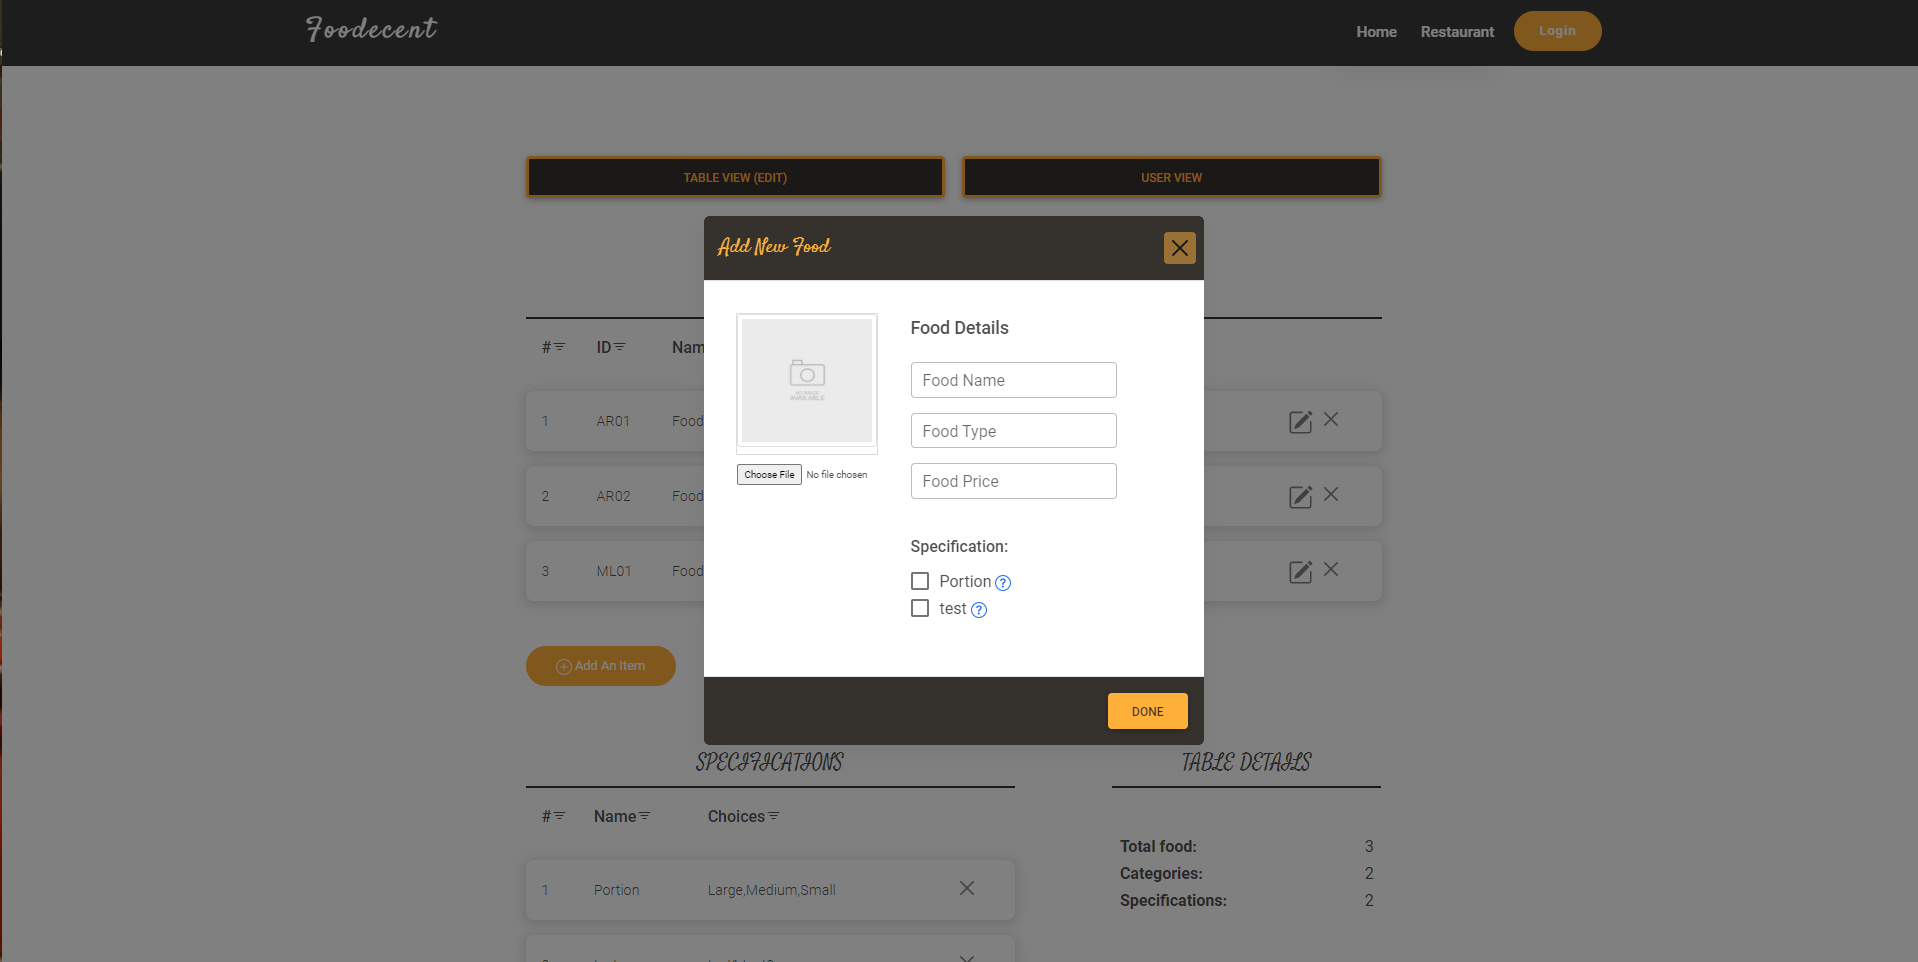 Foodecent
Home Restaurant Login
TABLE VIEW (EDIT) USER VIEW
Add New Food
Food Details
# ID Nam
Food Name
1 AR01 Food
Food Type
Choose File No file chosen
Food Price
2 AR02 Food
Specification:
3 ML01 Food
Portion ?
test ?
Add An Item
DONE
SPECIFICATIONS TABLE DETAILS
# Name Choices
Total food: 3
Categories: 2
1 Portion Large,Medium,Small
Specifications: 2